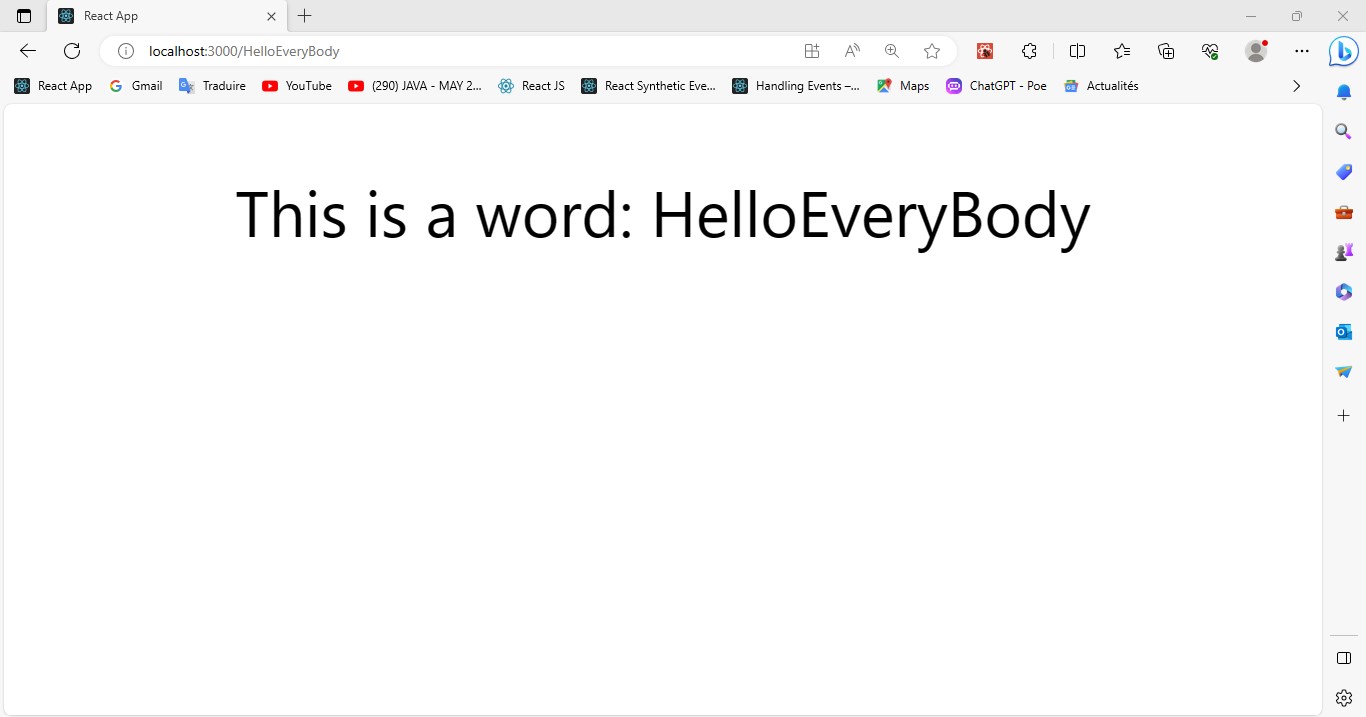 React App
localhost:3000/HelloEveryBody
React App Gmail Traduire YouTube (290) JAVA - MAY 2... React JS React Synthetic Eve... Handling Events –... Maps ChatGPT - Poe Actualités
This is a word: HelloEveryBody